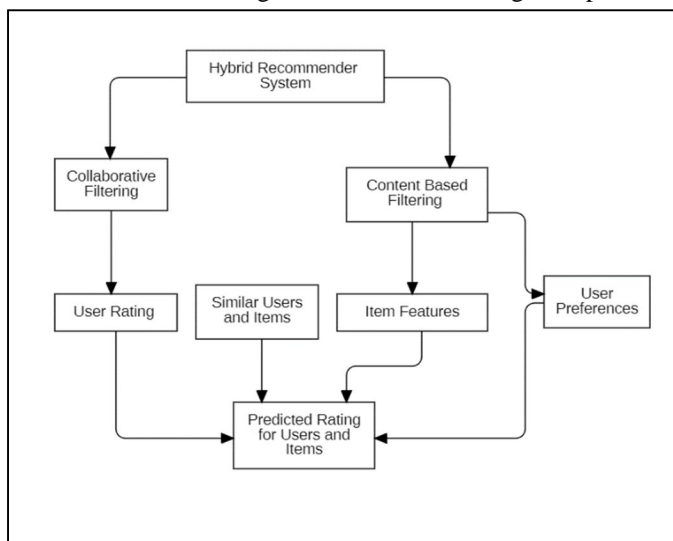 Hybrid Recommender
System
Collaborative
Filtering
Content Based
Filtering
User Rating
Similar Users
and Items
Item Features
User
Preferences
Predicted Rating
for Users and
Items